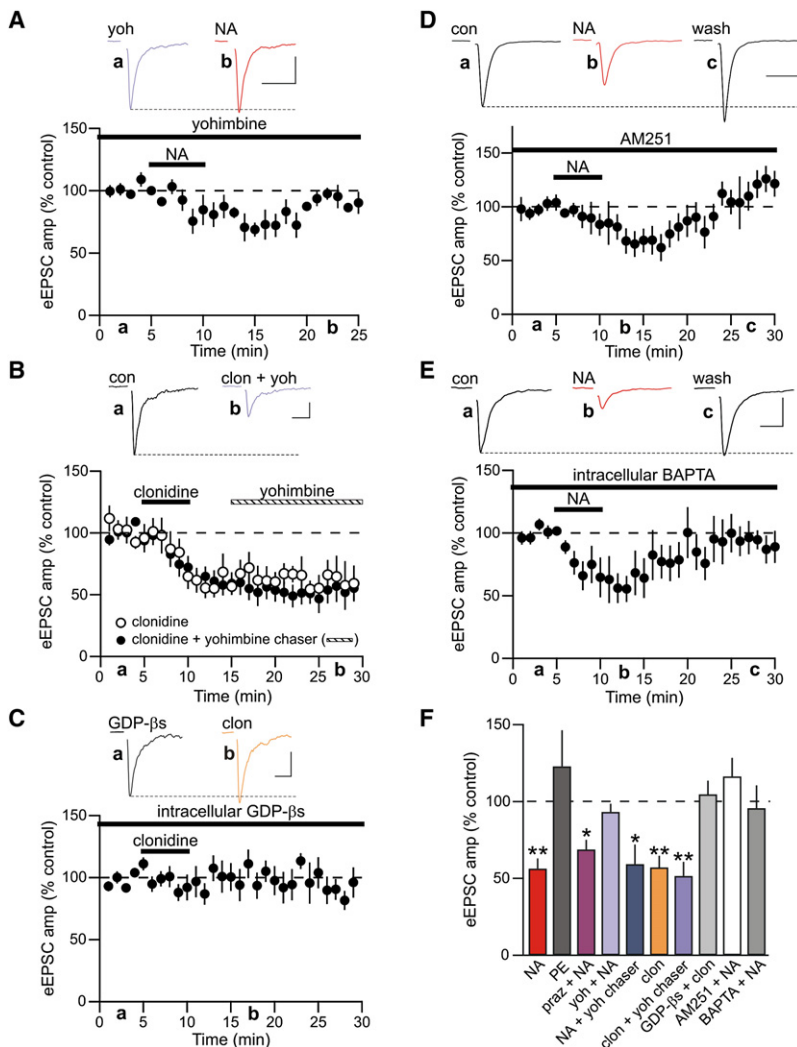 A
yoh NA
a b
yohimbine
NA
eEPSC amp (% control)
150
100
50
0
0 5 10 15 20 25
a b
Time (min)
B
con clon + yoh
a b
clonidine yohimbine
eEPSC amp (% control)
150
100
50
0
clonidine
clonidine + yohimbine chaser ( )
0 5 10 15 20 25 30
a b
Time (min)
C
GDP-βs clon
a b
intracellular GDP-βs
clonidine
eEPSC amp (% control)
150
100
50
0
0 5 10 15 20 25 30
a b
Time (min)
D
con NA wash
a b c
AM251
NA
eEPSC amp (% control)
150
100
50
0
0 5 10 15 20 25 30
a b c
Time (min)
E
con NA wash
a b c
intracellular BAPTA
NA
eEPSC amp (% control)
150
100
50
0
0 5 10 15 20 25 30
a b c
Time (min)
F
eEPSC amp (% control)
150
100
50
0
** * * ** **
NA
PE
praz + NA
yoh + NA
NA + yoh chaser
clon
clon + yoh chaser
GDP-βs + clon
AM251 + NA
BAPTA + NA